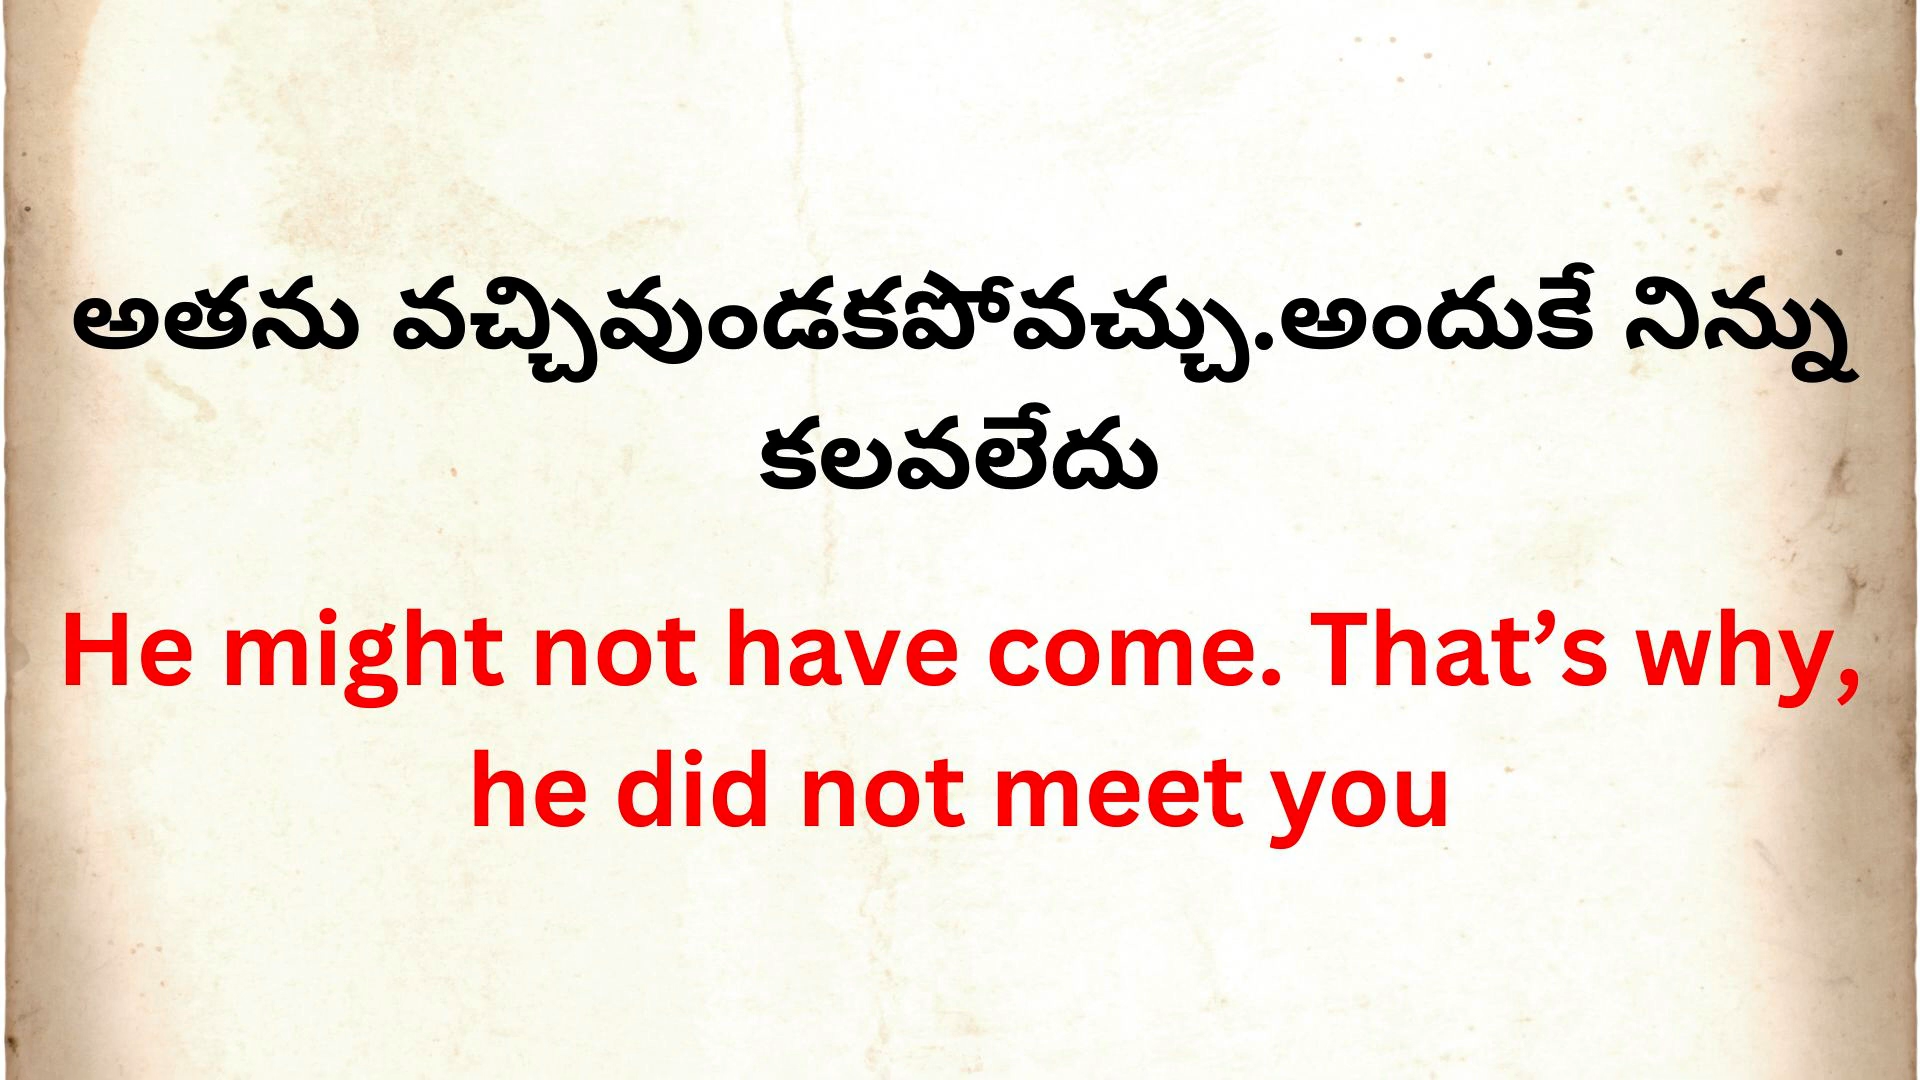 అతను వచ్చివుండకపోవచ్చు.అందుకే నిన్ను
కలవలేదు
He might not have come. That’s why,
he did not meet you